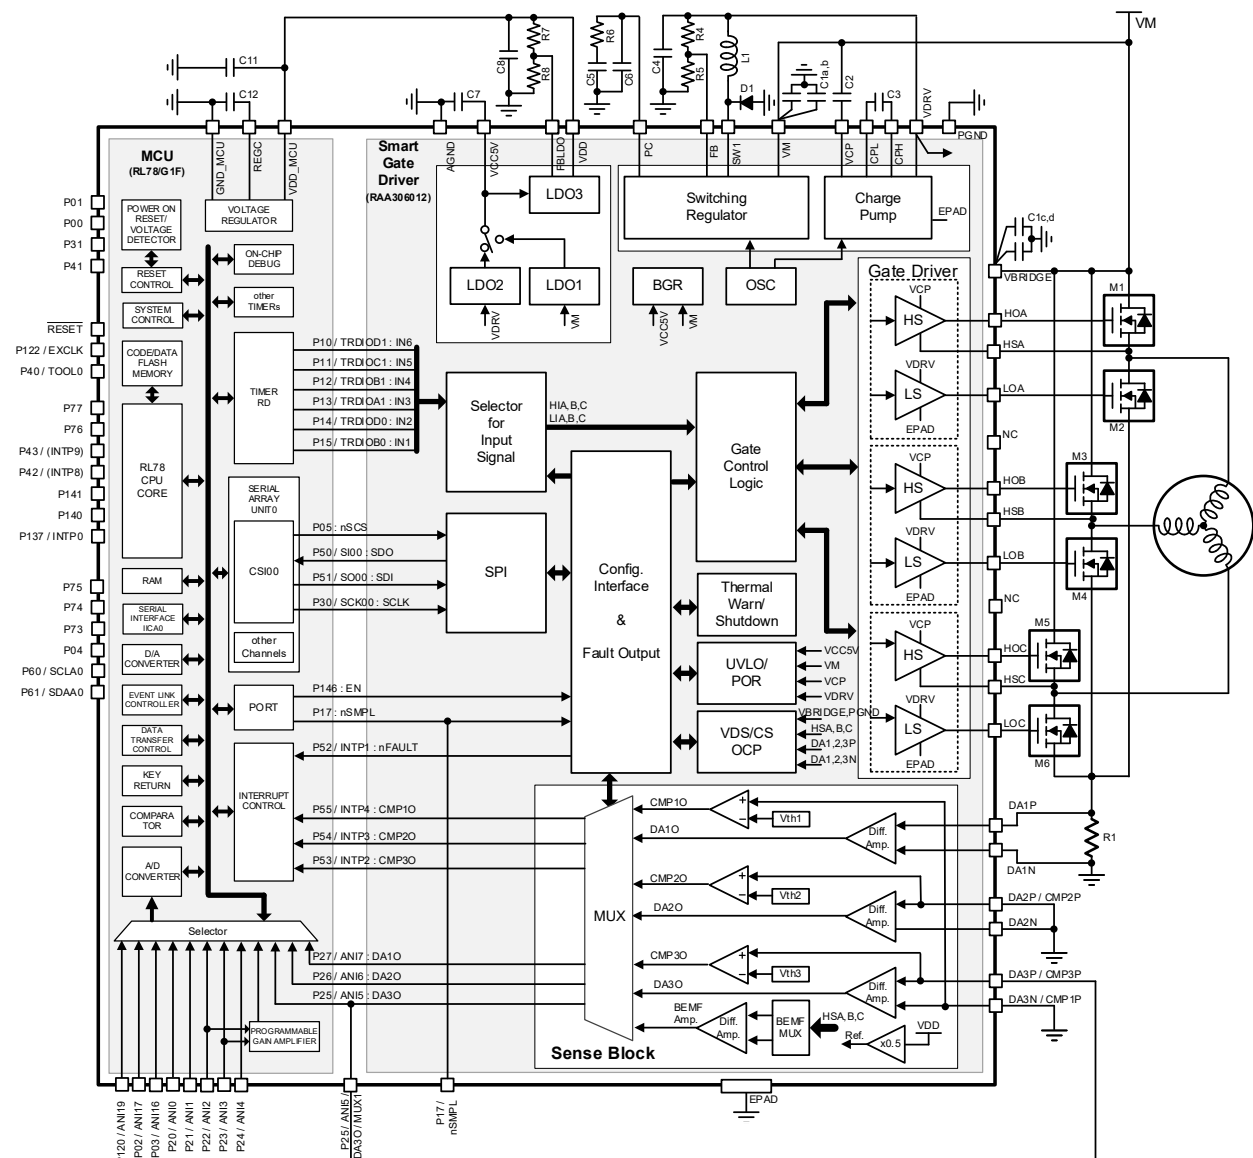 VM
C11
C12
C7
C8
R7
R8
R6
C5
C6
C4
R4
R5
L1
D1
C1a,b
C2
C3
VDRV
PGND
MCU
(RL78/G1F)
GND_MCU
REGC
VDD_MCU
Smart
Gate
Driver
(RAA306012)
AGND
VCC5V
FBLDO
VDD
PC
FB
SW1
VM
VCP
CPL
CPH
P01
P00
P31
P41
RESET
P122 / EXCLK
P40 / TOOL0
P77
P76
P43 / (INTP9)
P42 / (INTP8)
P141
P140
P137 / INTP0
P75
P74
P73
P04
P60 / SCLA0
P61 / SDAA0
POWER ON
RESET/
VOLTAGE
DETECTOR
VOLTAGE
REGULATOR
RESET
CONTROL
ON-CHIP
DEBUG
SYSTEM
CONTROL
other
TIMERs
CODE/DATA
FLASH
MEMORY
TIMER
RD
RL78
CPU
CORE
SERIAL
ARRAY
UNIT0
CSI00
other
Channels
RAM
SERIAL
INTERFACE
IICA0
D/A
CONVERTER
EVENT LINK
CONTROLLER
PORT
DATA
TRANSFER
CONTROL
KEY
RETURN
INTERRUPT
CONTROL
COMPARA
TOR
A/D
CONVERTER
Selector
PROGRAMMABLE
GAIN AMPLIFIER
LDO3
LDO2
LDO1
VDRV
VM
Switching
Regulator
Charge
Pump
EPAD
BGR
OSC
VCC5V
VM
P10 / TRDIOD1 : IN6
P11 / TRDIOC1 : IN5
P12 / TRDIOB1 : IN4
P13 / TRDIOA1 : IN3
P14 / TRDIOD0 : IN2
P15 / TRDIOB0 : IN1
Selector
for
Input
Signal
HIA,B,C
LIA,B,C
Gate
Control
Logic
P05 : nSCS
P50 / SI00 : SDO
P51 / SO00 : SDI
P30 / SCK00 : SCLK
SPI
Config.
Interface
&
Fault Output
Thermal
Warn/
Shutdown
UVLO/
POR
VCC5V
VM
VCP
VDRV
VDS/CS
OCP
VBRIDGE,PGND
HSA,B,C
DA1,2,3P
DA1,2,3N
P146 : EN
P17 : nSMPL
P52 / INTP1 : nFAULT
P55 / INTP4 : CMP1O
P54 / INTP3 : CMP2O
P53 / INTP2 : CMP3O
P27 / ANI7 : DA1O
P26 / ANI6 : DA2O
P25 / ANI5 : DA3O
Gate Driver
VCP
HS
VDRV
LS
EPAD
VCP
HS
VDRV
LS
EPAD
VCP
HS
VDRV
LS
EPAD
C1c,d
VBRIDGE
HOA
HSA
LOA
NC
HOB
HSB
LOB
NC
HOC
HSC
LOC
M1
M2
M3
M4
M5
M6
MUX
CMP1O
DA1O
CMP2O
DA2O
CMP3O
DA3O
BEMF
Amp.
+
−
Vth1
Diff.
Amp.
+
−
Vth2
Diff.
Amp.
+
−
Vth3
Diff.
Amp.
Diff.
Amp.
BEMF
MUX
HSA,B,C
Ref.
x0.5
VDD
Sense Block
DA1P
R1
DA1N
DA2P / CMP2P
DA2N
DA3P / CMP3P
DA3N / CMP1P
EPAD
P120 / ANI19
P02 / ANI17
P03 / ANI16
P20 / ANI0
P21 / ANI1
P22 / ANI2
P23 / ANI3
P24 / ANI4
P25 / ANI5 /
DA3O / MUX1
P17 /
nSMPL